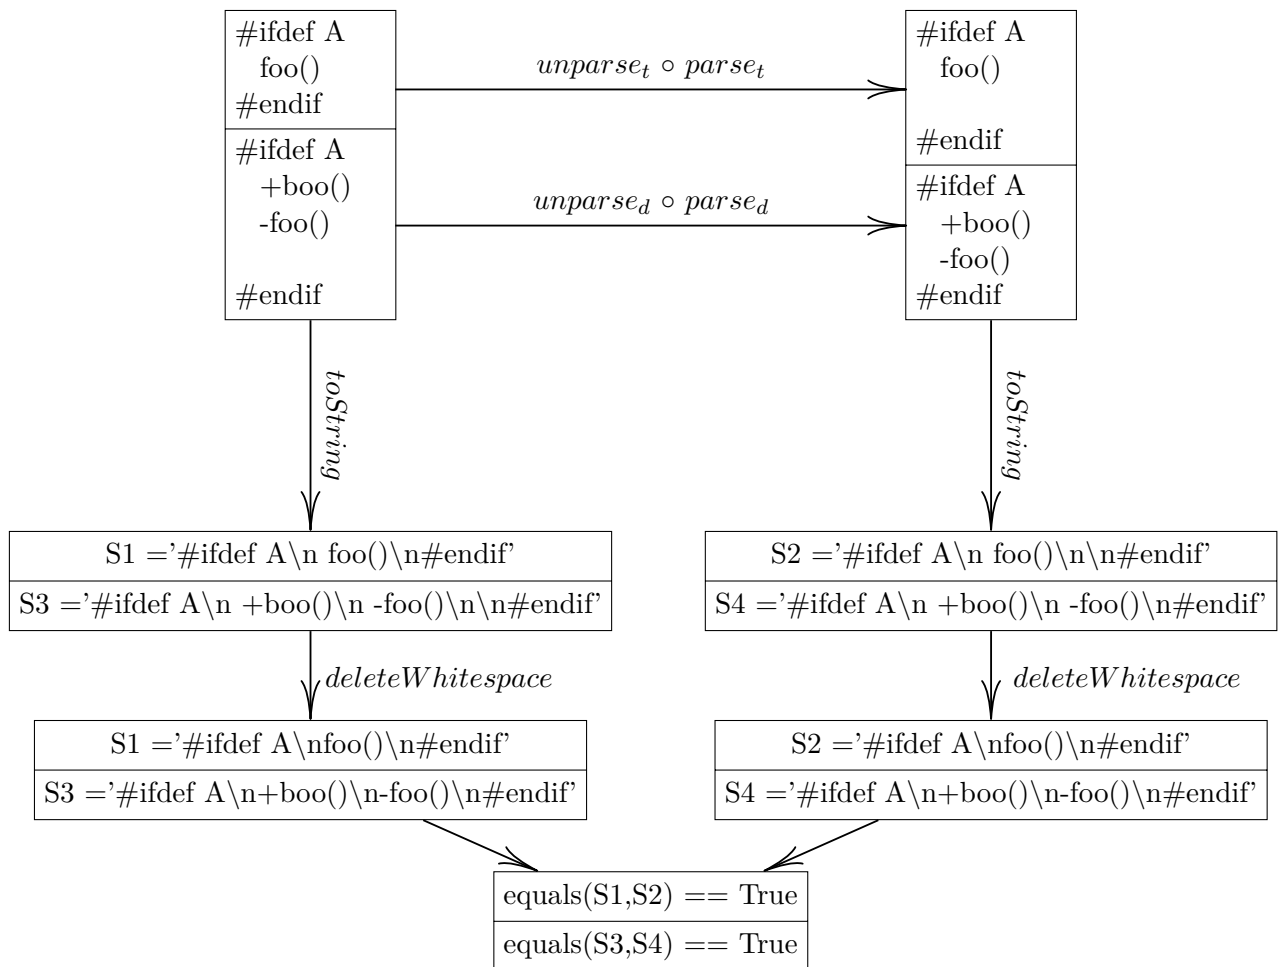 #ifdef A
foo()
#endif
#ifdef A
+boo()
-foo()
#endif
unparse_t ∘ parse_t
unparse_d ∘ parse_d
#ifdef A
foo()
#endif
#ifdef A
+boo()
-foo()
#endif
toString
toString
S1 ='#ifdef A\n foo()\n#endif'
S3 ='#ifdef A\n +boo()\n -foo()\n\n#endif'
S2 ='#ifdef A\n foo()\n\n#endif'
S4 ='#ifdef A\n +boo()\n -foo()\n#endif'
deleteWhitespace
deleteWhitespace
S1 ='#ifdef A\nfoo()\n#endif'
S3 ='#ifdef A\n+boo()\n-foo()\n#endif'
S2 ='#ifdef A\nfoo()\n#endif'
S4 ='#ifdef A\n+boo()\n-foo()\n#endif'
equals(S1,S2) == True
equals(S3,S4) == True